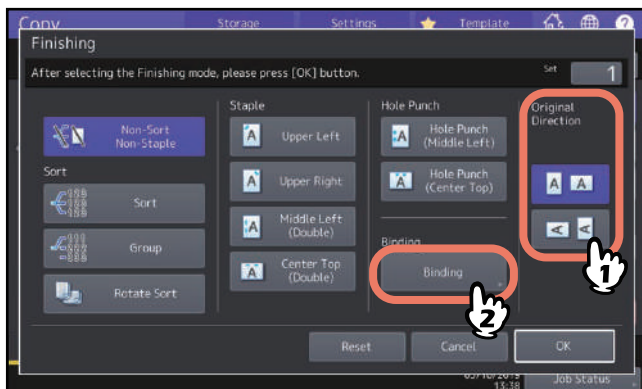 Copy
Storage
Settings
Template
?
Finishing
After selecting the Finishing mode, please press [OK] button.
Set
1
Non-Sort
Non-Staple
Sort
Sort
Group
Rotate Sort
Staple
A
Upper Left
A
Upper Right
A
Middle Left
(Double)
A
Center Top
(Double)
Hole Punch
A
Hole Punch
(Middle Left)
A
Hole Punch
(Center Top)
Binding
Binding
Original
Direction
A A
A A
1
2
Reset
Cancel
OK
13:38
Job Status